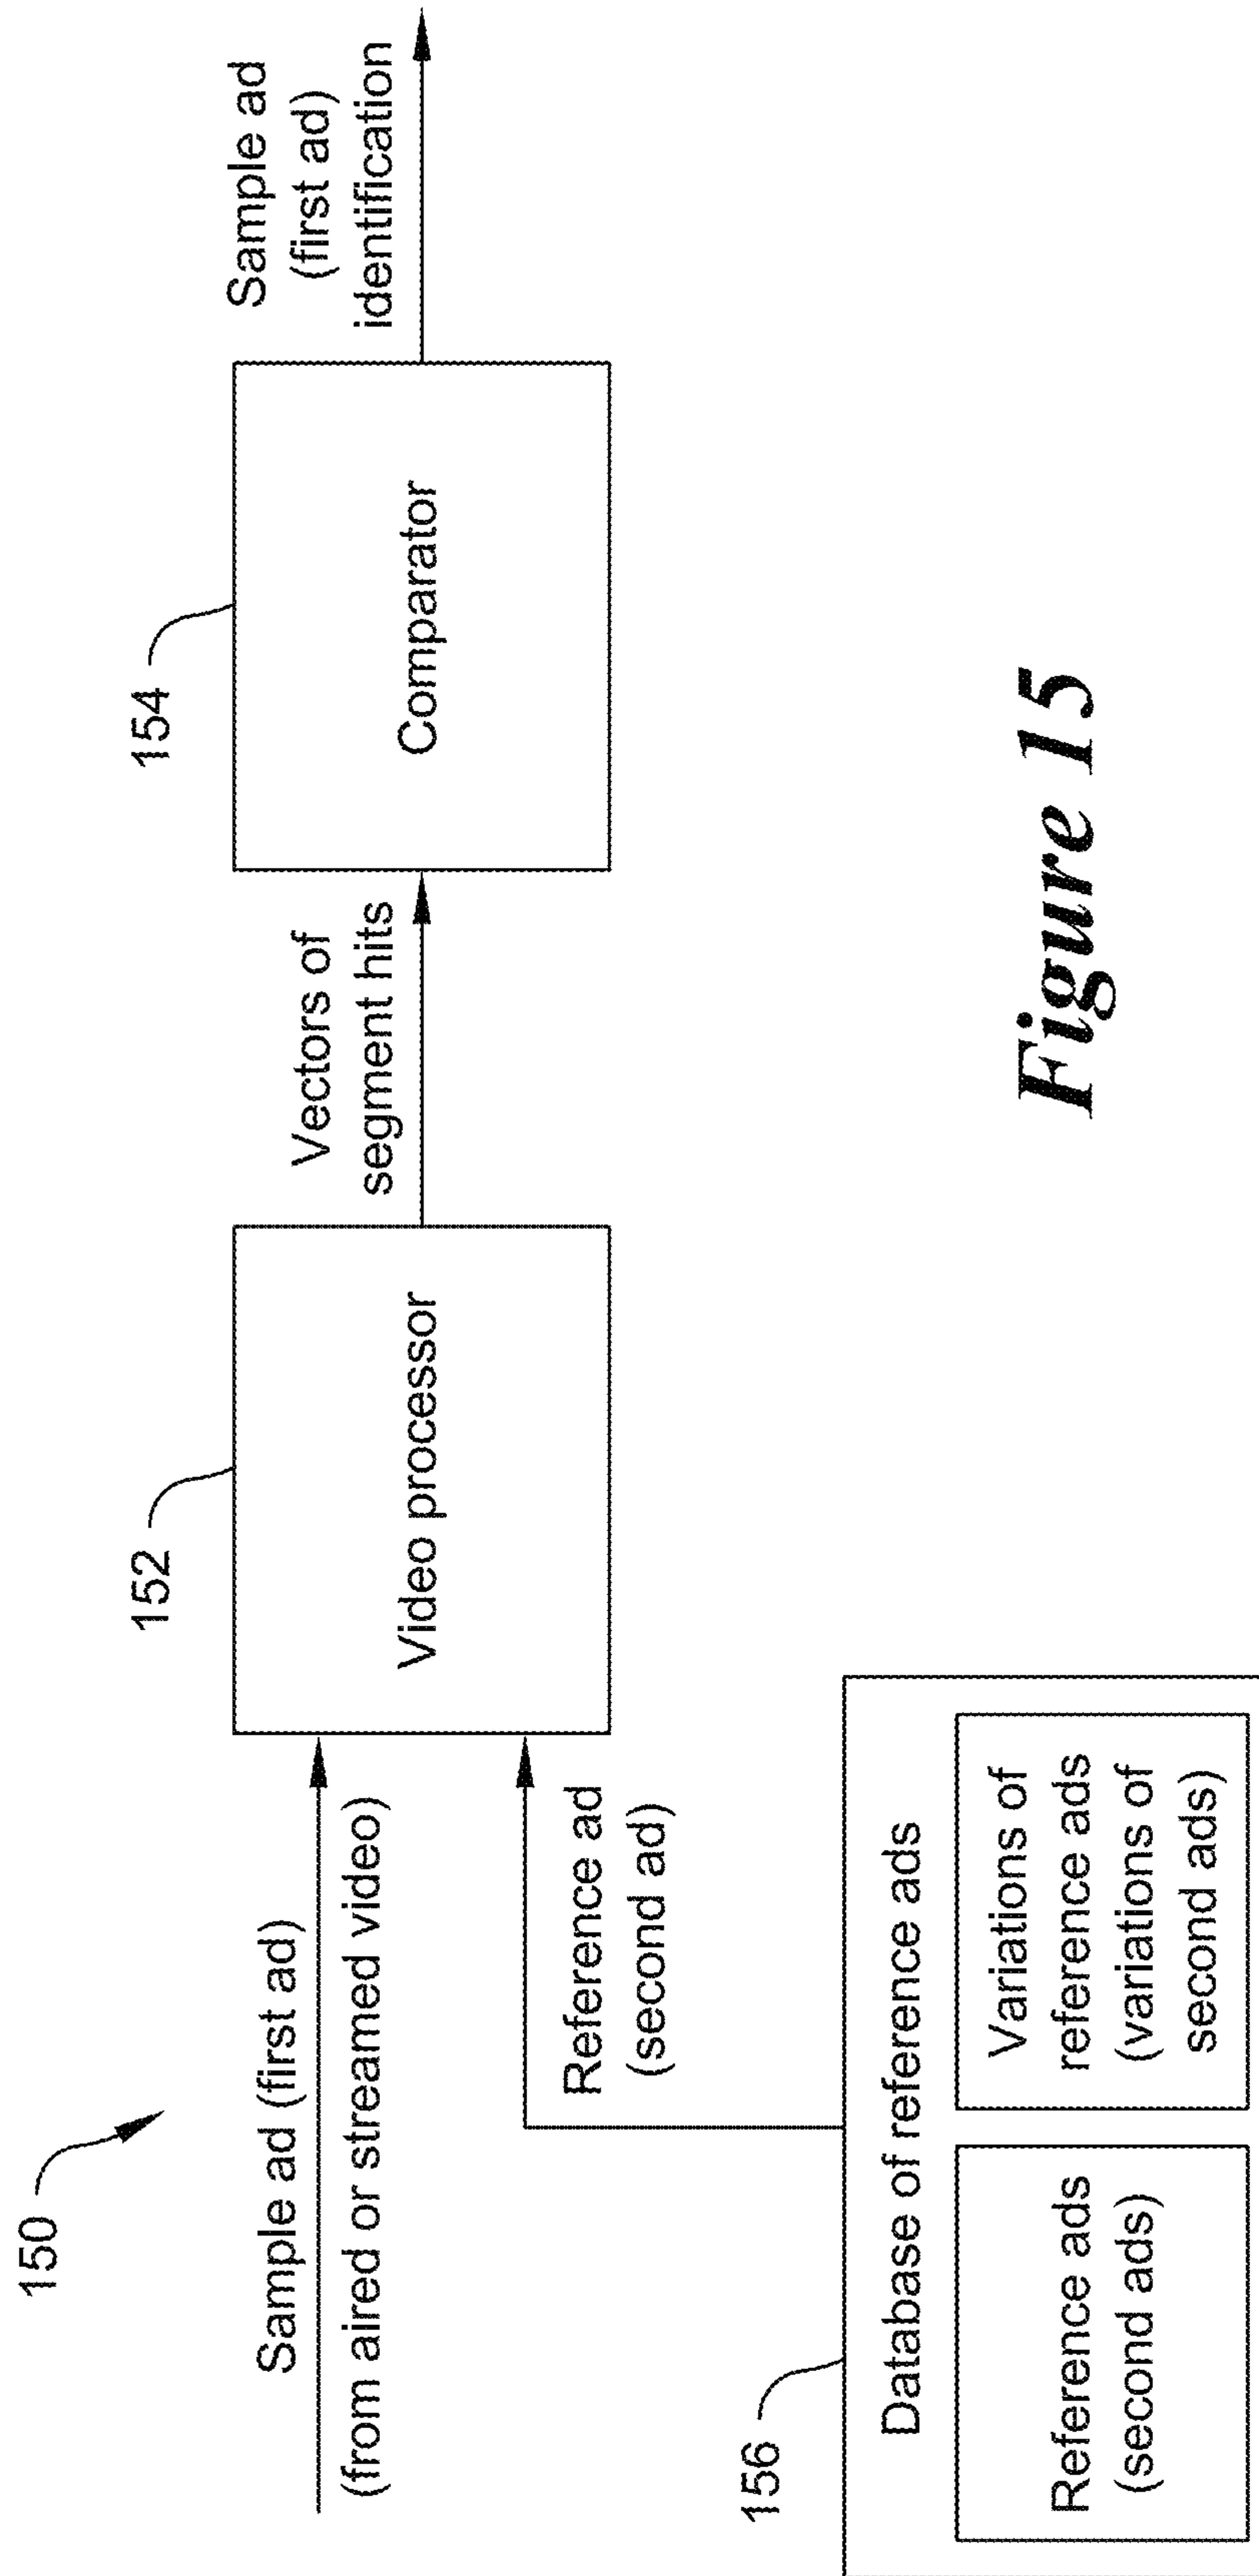 150
Sample ad (first ad)
(from aired or streamed video)
152
Video processor
Vectors of
segment hits
154
Comparator
Sample ad
(first ad)
identification
Reference ad
(second ad)
156
Database of reference ads
Reference ads
(second ads)
Variations of
reference ads
(variations of
second ads)
Figure 15